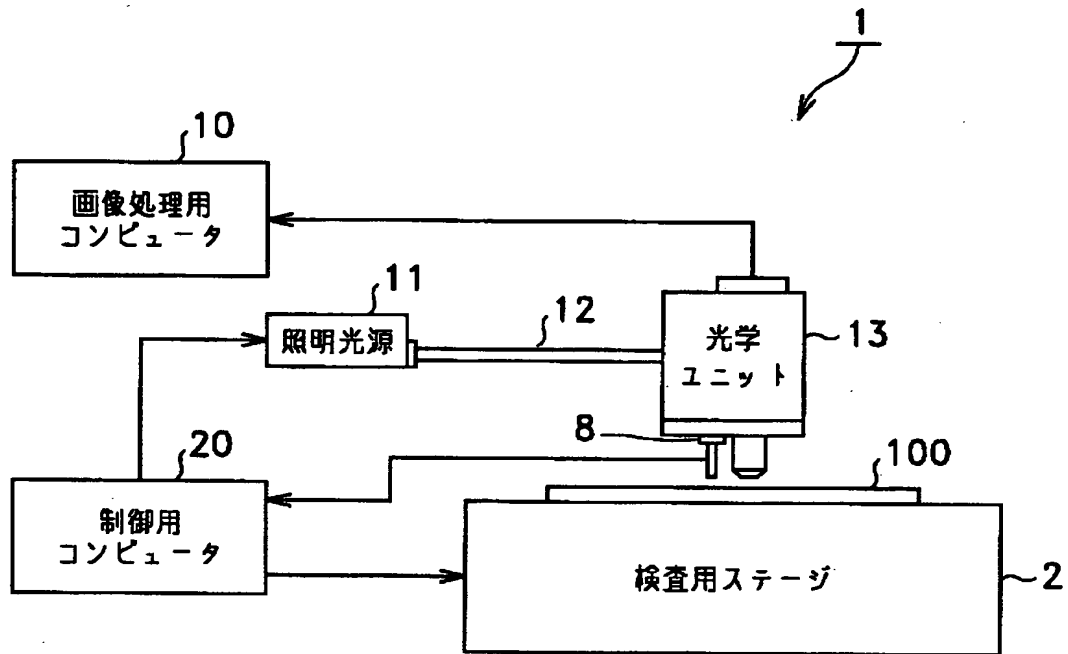 1
10
画像処理用
コンピュータ
11
照明光源
12
光学
ユニット
13
8
20
制御用
コンピュータ
100
検査用ステージ
2